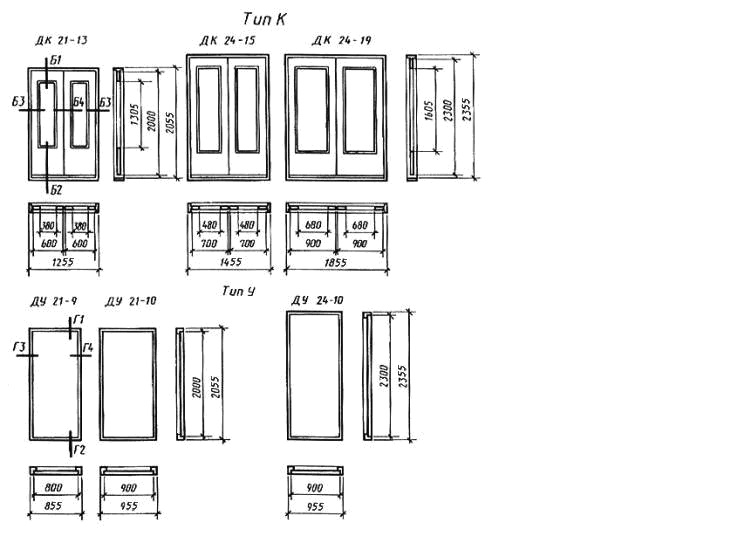 Тип К
ДК 21-13
ДК 24-15
ДК 24-19
Б1
Б3
Б4
Б3
Б2
1305
2000
2055
1605
2300
2355
380
380
600
600
1255
480
480
700
700
1455
680
680
900
900
1855
Тип У
ДУ 21-9
ДУ 21-10
ДУ 24-10
Г1
Г3
Г4
Г2
2000
2055
2300
2355
800
855
900
955
900
955